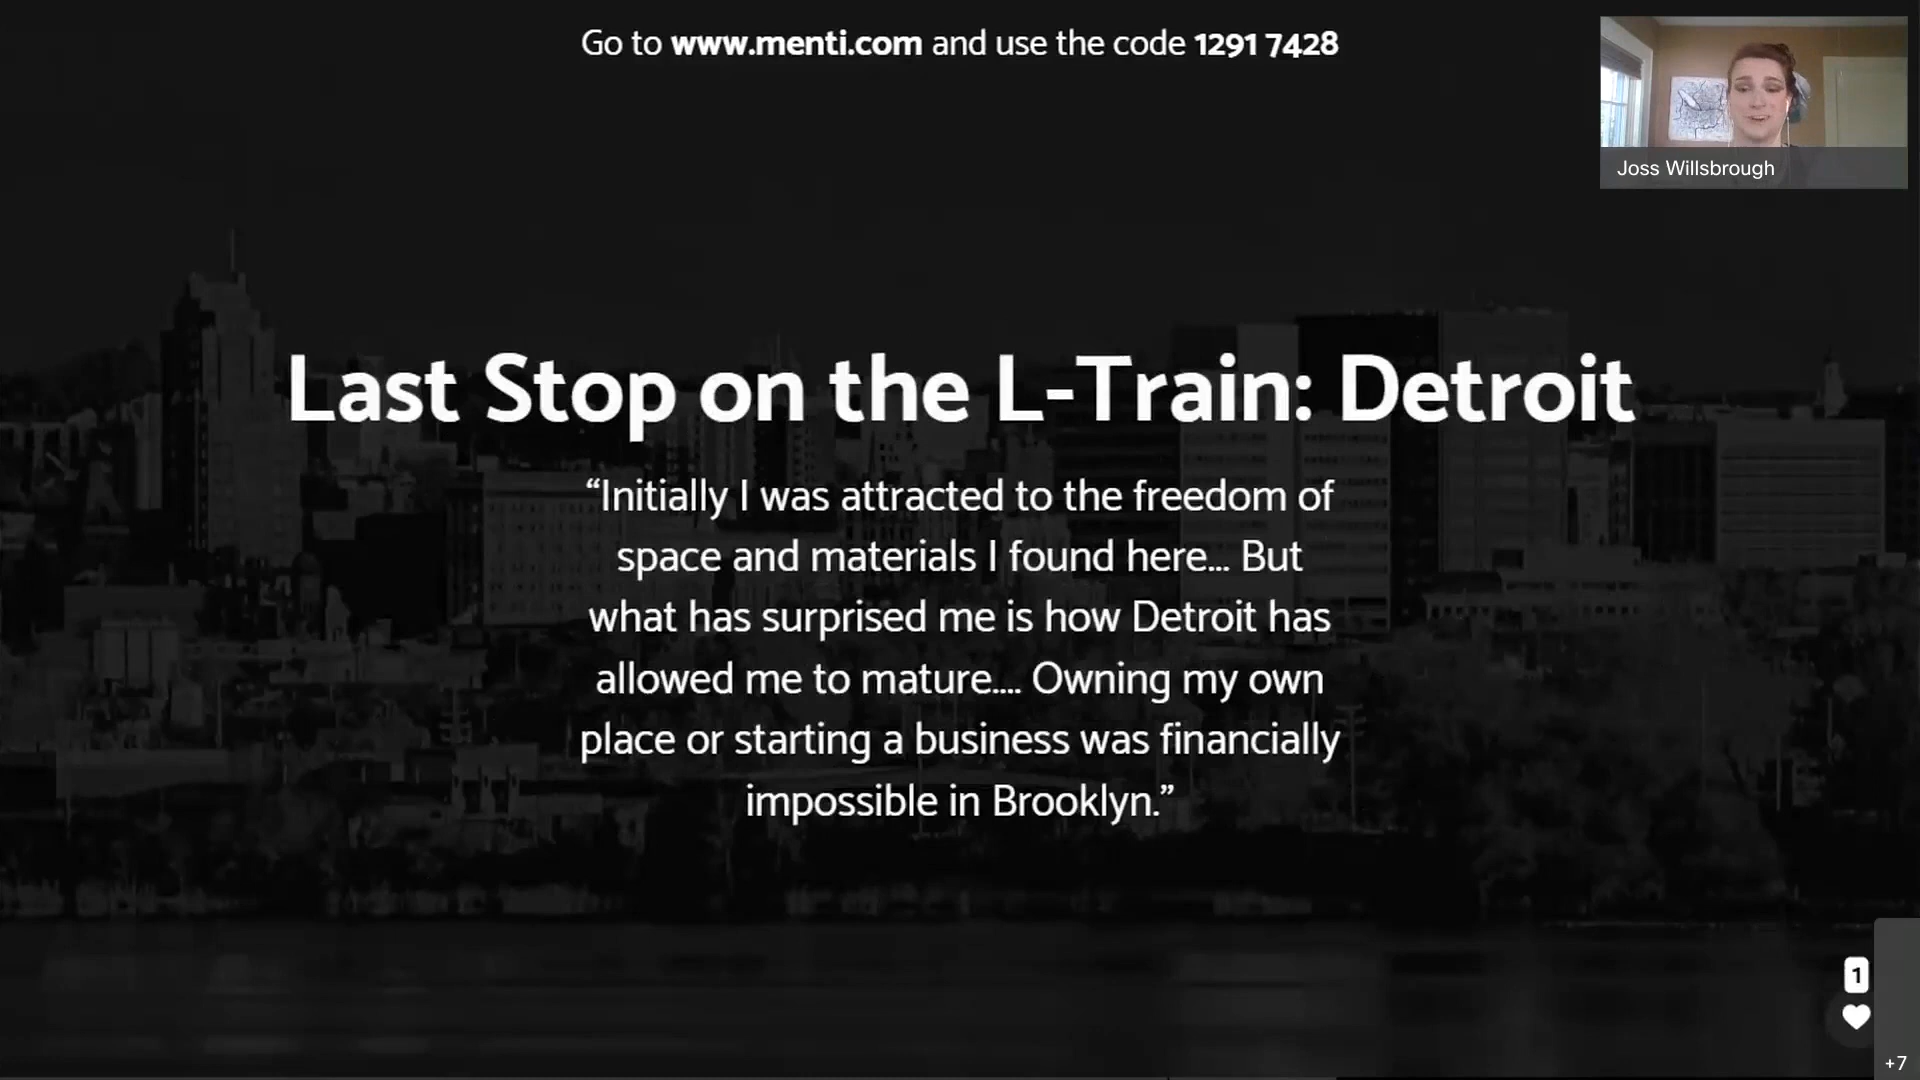 Go to www.menti.com and use the code 1291 7428
Joss Willsbrough
Last Stop on the L-Train: Detroit
“Initially I was attracted to the freedom of
space and materials I found here... But
what has surprised me is how Detroit has
allowed me to mature.... Owning my own
place or starting a business was financially
impossible in Brooklyn.”
1
+7